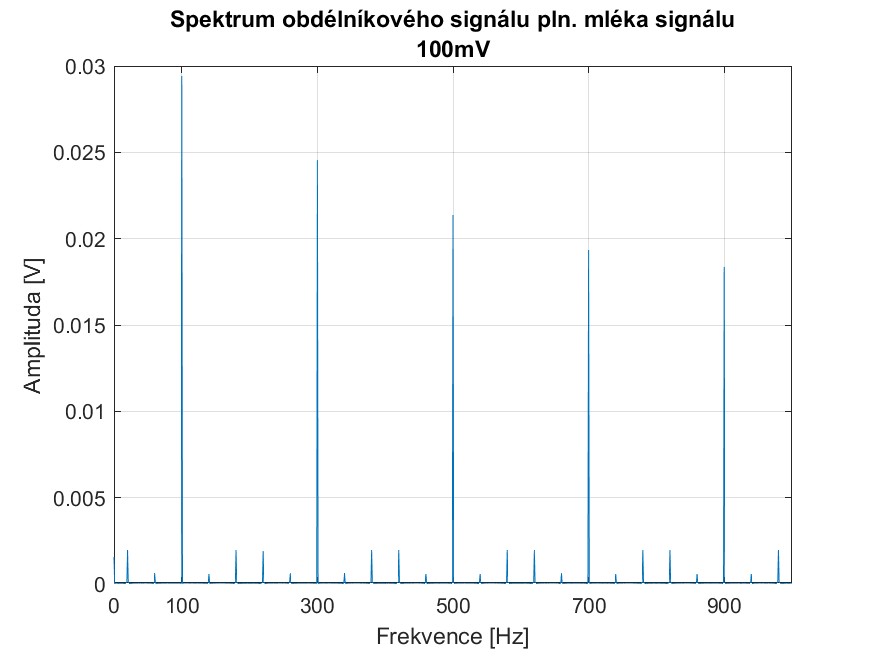 Spektrum obdélníkového signálu pln. mléka signálu
100mV
0.03
0.025
0.02
0.015
0.01
0.005
0
Amplituda [V]
0 100 300 500 700 900
Frekvence [Hz]